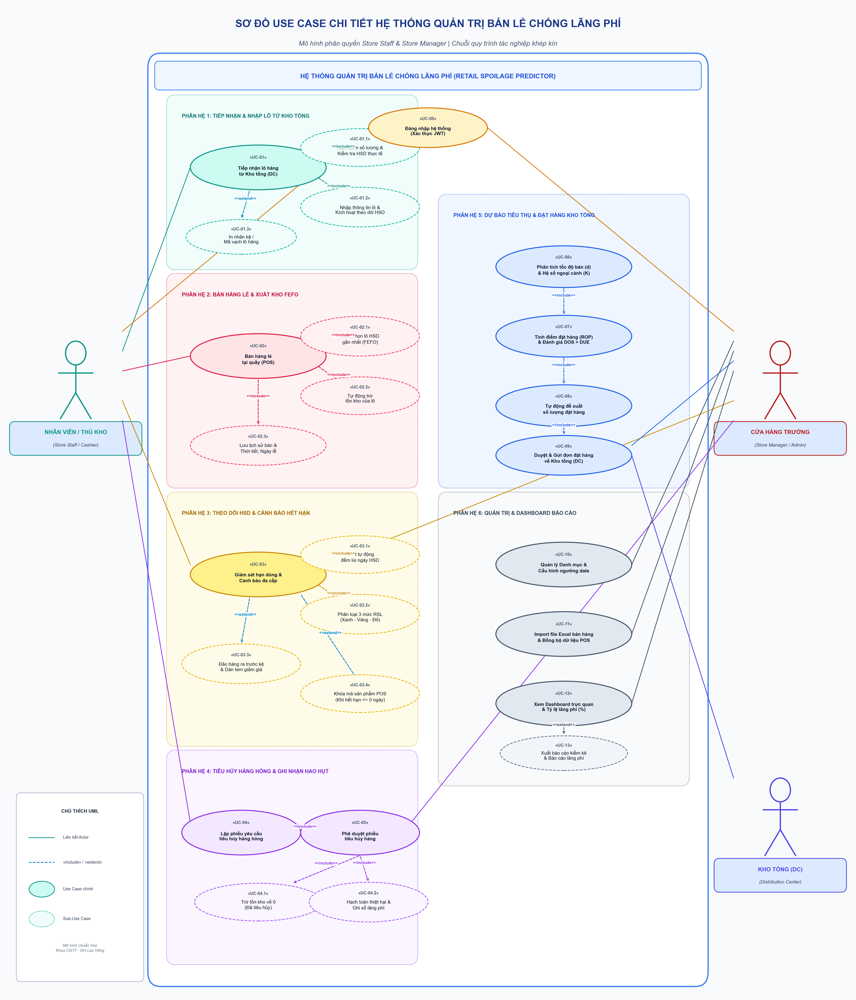 SƠ ĐỒ USE CASE CHI TIẾT HỆ THỐNG QUẢN TRỊ BÁN LẺ CHỐNG LÃNG PHÍ
Mô hình phân quyền Store Staff & Store Manager | Chuỗi quy trình tác nghiệp khép kín
HỆ THỐNG QUẢN TRỊ BÁN LẺ CHỐNG LÃNG PHÍ (RETAIL SPOILAGE PREDICTOR)
PHÂN HỆ 1: TIẾP NHẬN & NHẬP LÔ TỪ KHO TỔNG
«UC-00»
Đăng nhập hệ thống
(Xác thực JWT)
«UC-01»
Tiếp nhận lô hàng
từ Kho tổng (DC)
«UC-01.1»
<<include>>
số lượng &
Kiểm tra HSD thực tế
<<include>>
«UC-01.2»
Nhập thông tin lô &
Kích hoạt theo dõi HSD
<<extend>>
«UC-01.3»
In nhãn kệ /
Mã vạch lô hàng
PHÂN HỆ 2: BÁN HÀNG LẺ & XUẤT KHO FEFO
«UC-02»
Bán hàng lẻ
tại quầy (POS)
«UC-02.1»
<<include>>
lô HSD
gần nhất (FEFO)
<<include>>
«UC-02.2»
Tự động trừ
tồn kho của lô
<<include>>
«UC-02.3»
Lưu lịch sử bán &
Thời tiết, Ngày lễ
PHÂN HỆ 3: THEO DÕI HSD & CẢNH BÁO HẾT HẠN
«UC-03»
Giám sát hạn dùng &
Cảnh báo đa cấp
«UC-03.1»
<<include>>
tự động
đếm lùi ngày HSD
<<include>>
«UC-03.2»
Phân loại 3 mức RSL
(Xanh - Vàng - Đỏ)
<<extend>>
«UC-03.3»
Đảo hàng ra trước kệ
& Dán tem giảm giá
<<extend>>
«UC-03.4»
Khóa mã sản phẩm POS
(Khi hết hạn <= 0 ngày)
PHÂN HỆ 4: TIÊU HỦY HÀNG HỎNG & GHI NHẬN HAO HỤT
«UC-04»
Lập phiếu yêu cầu
tiêu hủy hàng hỏng
<<include>>
«UC-05»
Phê duyệt phiếu
tiêu hủy hàng
<<include>>
<<include>>
«UC-04.1»
Trừ tồn kho về 0
(Đã tiêu hủy)
«UC-04.2»
Hạch toán thiệt hại &
Ghi sổ lãng phí
PHÂN HỆ 5: DỰ BÁO TIÊU THỤ & ĐẶT HÀNG KHO TỔNG
«UC-06»
Phân tích tốc độ bán (d)
& Hệ số ngoại cảnh (K)
<<include>>
«UC-07»
Tính điểm đặt hàng (ROP)
& Đánh giá DOS > DUE
<<include>>
«UC-08»
Tự động đề xuất
số lượng đặt hàng
<<include>>
«UC-09»
Duyệt & Gửi đơn đặt hàng
về Kho tổng (DC)
PHÂN HỆ 6: QUẢN TRỊ & DASHBOARD BÁO CÁO
«UC-10»
Quản lý Danh mục &
Cấu hình ngưỡng date
«UC-11»
Import file Excel bán hàng
& Đồng bộ dữ liệu POS
«UC-12»
Xem Dashboard trực quan
& Tỷ lệ lãng phí (%)
<<extend>>
«UC-13»
Xuất báo cáo kiểm kê
& Báo cáo lãng phí
NHÂN VIÊN / THỦ KHO
(Store Staff / Cashier)
CỬA HÀNG TRƯỞNG
(Store Manager / Admin)
KHO TỔNG (DC)
(Distribution Center)
CHÚ THÍCH UML
Liên kết Actor
«include» / «extend»
Use Case chính
Sub-Use Case
Mô hình chuẩn hóa
Khoa CNTT - ĐH Lạc Hồng